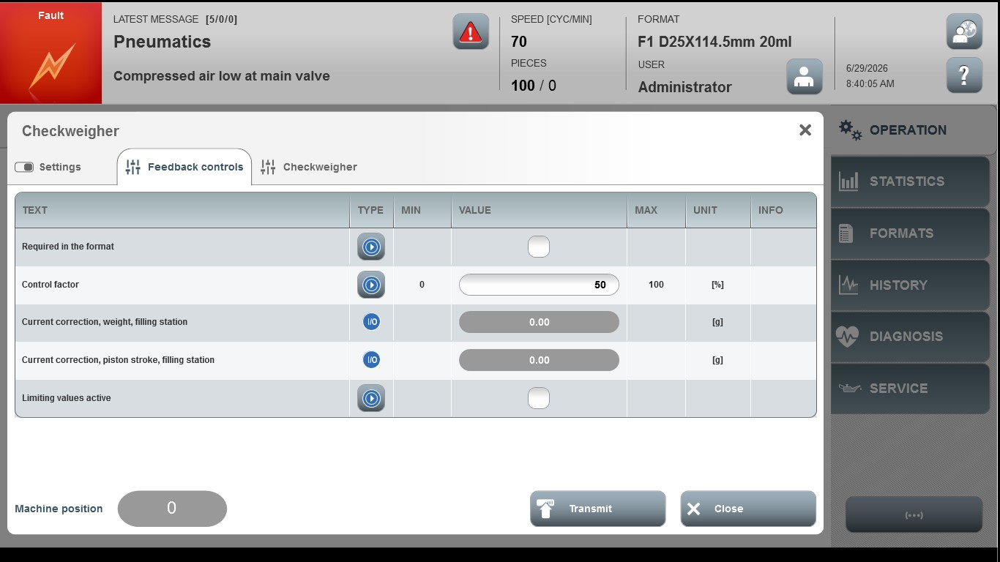 Fault
LATEST MESSAGE [5/0/0]
Pneumatics
Compressed air low at main valve
SPEED [CYC/MIN]
70
PIECES
100 / 0
FORMAT
F1 D25X114.5mm 20ml
USER
Administrator
6/29/2026
8:40:05 AM
?
Checkweigher
Settings
Feedback controls
Checkweigher
TEXT TYPE MIN VALUE MAX UNIT INFO
Required in the format
Control factor 0 50 100 [%]
Current correction, weight, filling station I/O 0.00 [g]
Current correction, piston stroke, filling station I/O 0.00 [g]
Limiting values active
Machine position 0
Transmit
Close
OPERATION
STATISTICS
FORMATS
HISTORY
DIAGNOSIS
SERVICE
(•••)